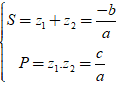 S = z₁ + z₂ = -b/a
P = z₁.z₂ = c/a